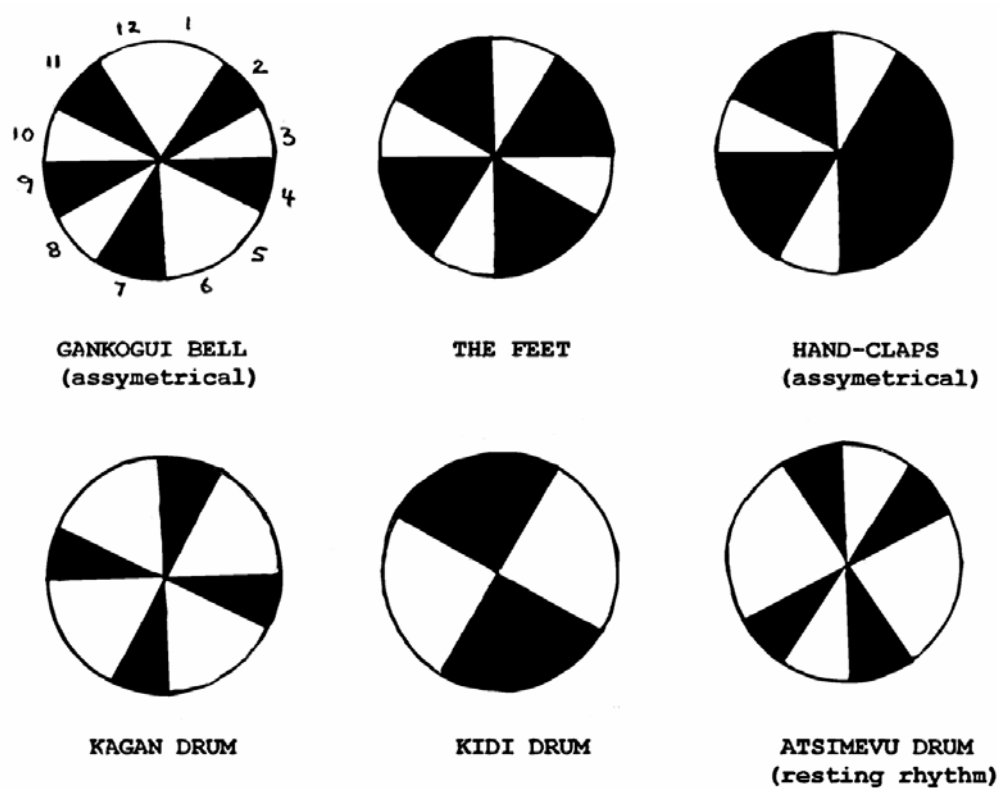 12 1
11 2
10 3
9 4
8 5
7 6
GANKOGUI BELL
(assymetrical)
THE FEET
HAND-CLAPS
(assymetrical)
KAGAN DRUM
KIDI DRUM
ATSIMEVU DRUM
(resting rhythm)